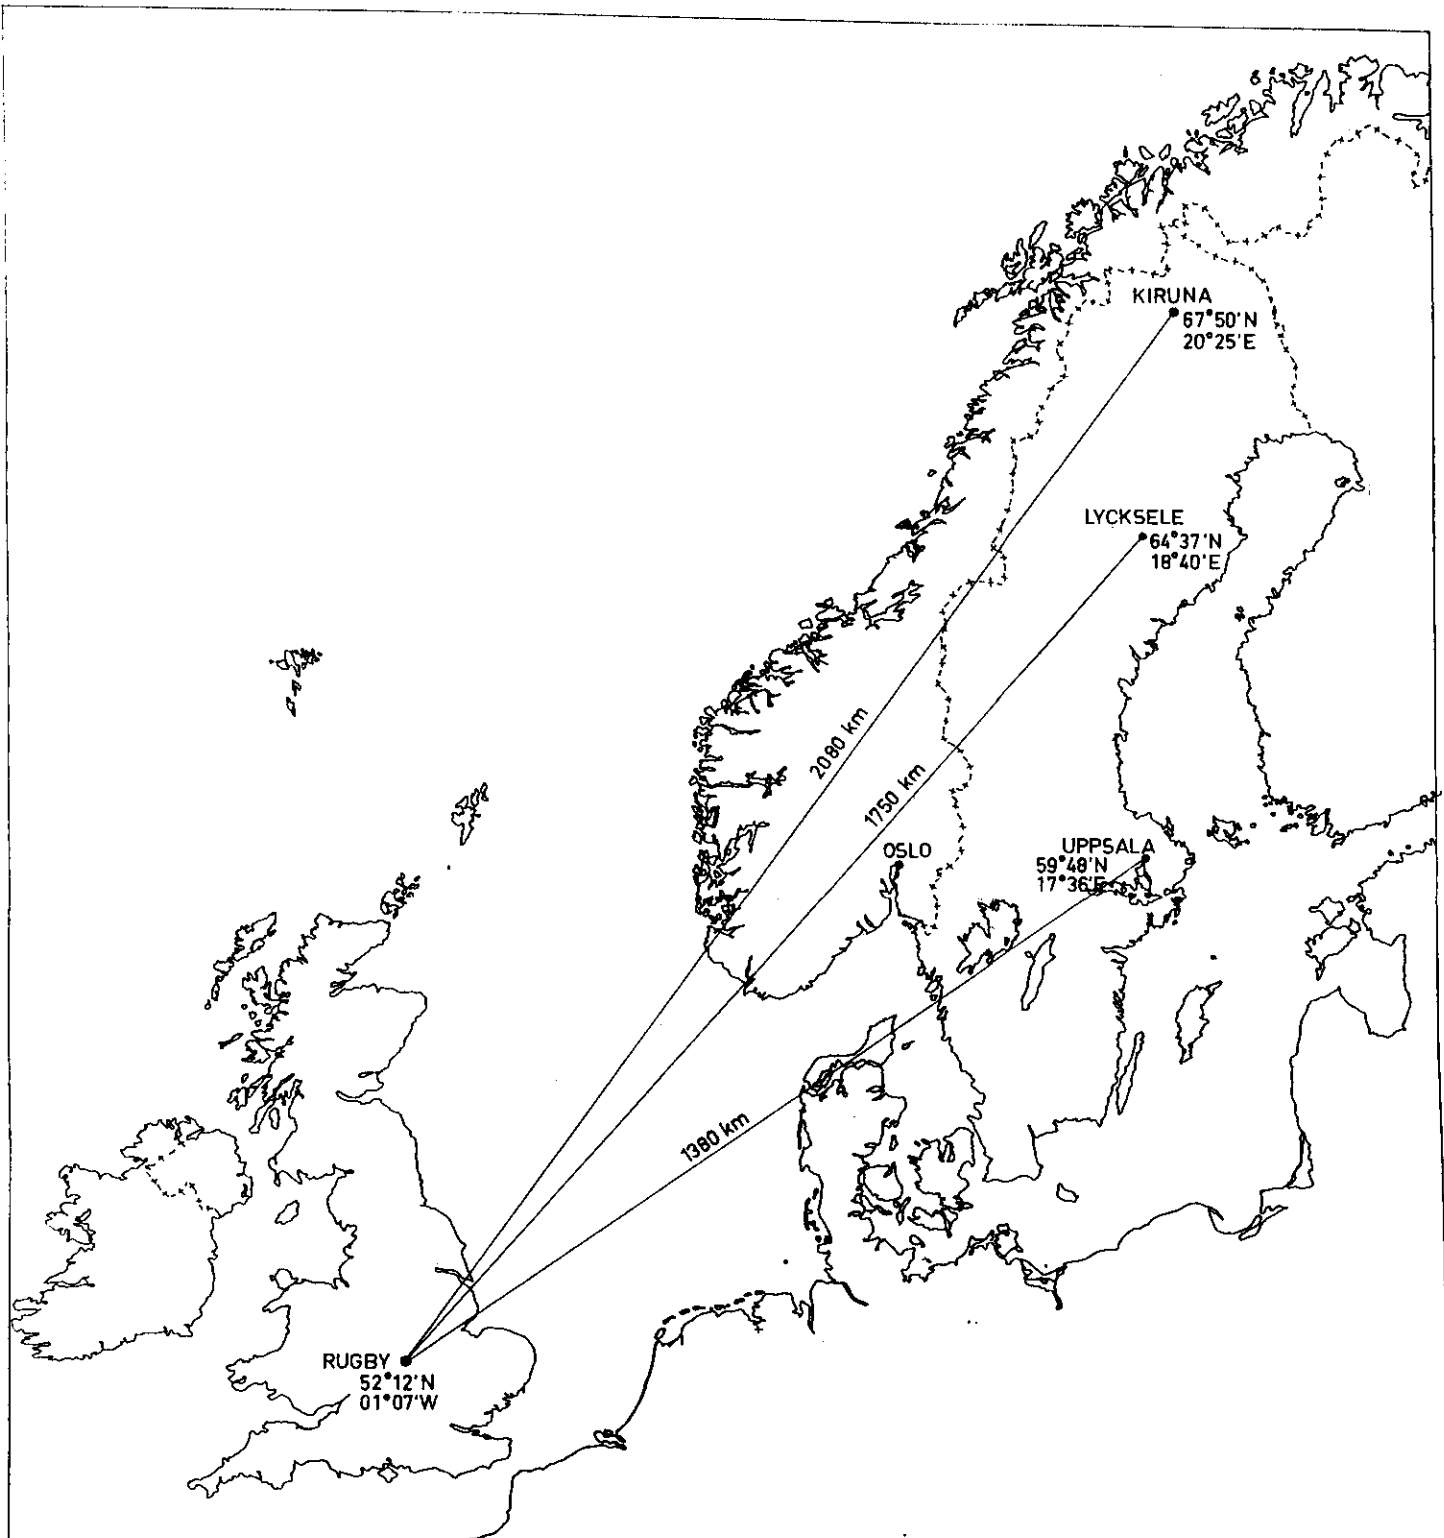 KIRUNA
67°50'N
20°25'E
LYCKSELE
64°37'N
18°40'E
2080 km
1750 km
OSLO
UPPSALA
59°48'N
17°36'E
1380 km
RUGBY
52°12'N
01°07'W